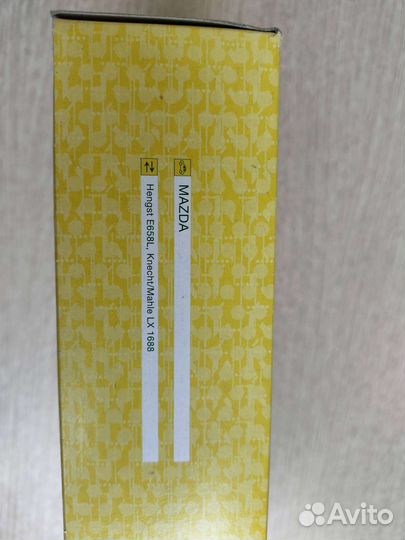 MAZDA
Hengst E658L, Knecht/Mahle LX 1688
Avito